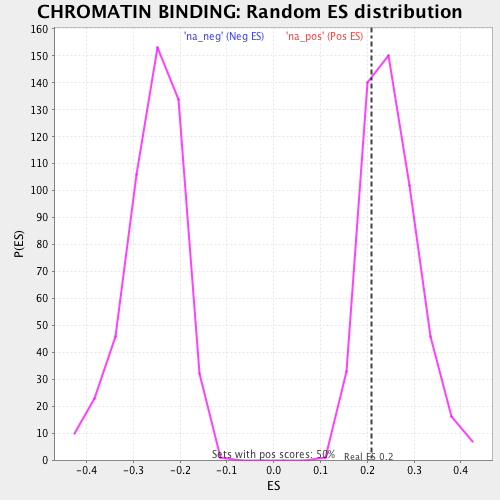 CHROMATIN BINDING: Random ES distribution
'na_neg' (Neg ES) 'na_pos' (Pos ES)
160
150
140
130
120
110
100
90
80
70
60
50
40
30
20
10
0
P(ES)
Sets with pos scores: 50%
Real ES 0.2
-0.4 -0.3 -0.2 -0.1 0.0 0.1 0.2 0.3 0.4
ES